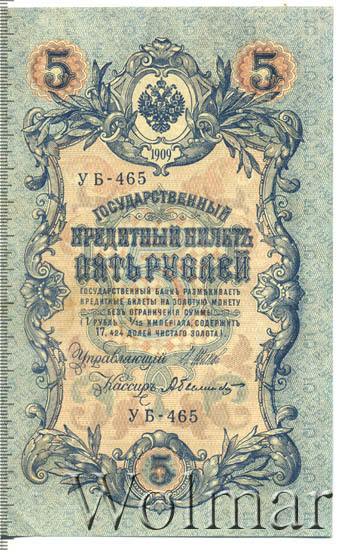 5 5
1909
УБ-465
ГОСУДАРСТВЕННЫЙ
КРЕДИТНЫЙ БИЛЕТЪ
ПЯТЬ РУБЛЕЙ
ГОСУДАРСТВЕННЫЙ БАНКЪ РАЗМѢНИВАЕТЪ
КРЕДИТНЫЕ БИЛЕТЫ НА ЗОЛОТУЮ МОНЕТУ
БЕЗЪ ОГРАНИЧЕНІЯ СУММЫ
(1 РУБЛЬ = 1/15 ИМПЕРІАЛА, СОДЕРЖИТЪ
17,424 ДОЛЕЙ ЧИСТАГО ЗОЛОТА)
Управляющій
Кассиръ
УБ-465
5
Wolmar